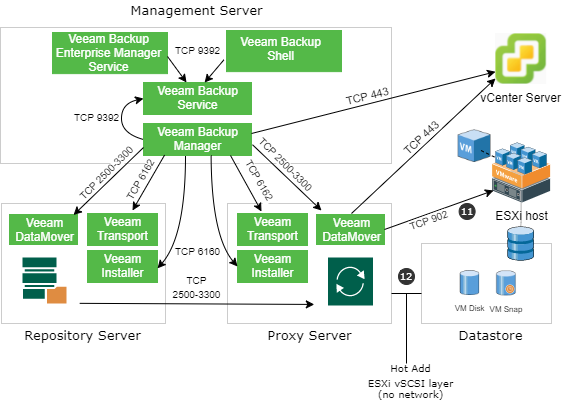 Management Server
Veeam Backup
Enterprise Manager
Service
TCP 9392
Veeam Backup
Shell
Veeam Backup
Service
TCP 9392
Veeam Backup
Manager
TCP 443
vCenter Server
TCP 443
TCP 2500-3300
TCP 6162
TCP 6162
TCP 2500-3300
VM
VM
VM
VM
VM
VMware
ESXi host
11
TCP 902
Veeam
DataMover
Veeam
Transport
Veeam
Installer
TCP 6160
Veeam
Transport
Veeam
Installer
Veeam
DataMover
TCP
2500-3300
12
VM Disk
VM Snap
Repository Server
Proxy Server
Datastore
Hot Add
ESXi vSCSI layer
(no network)